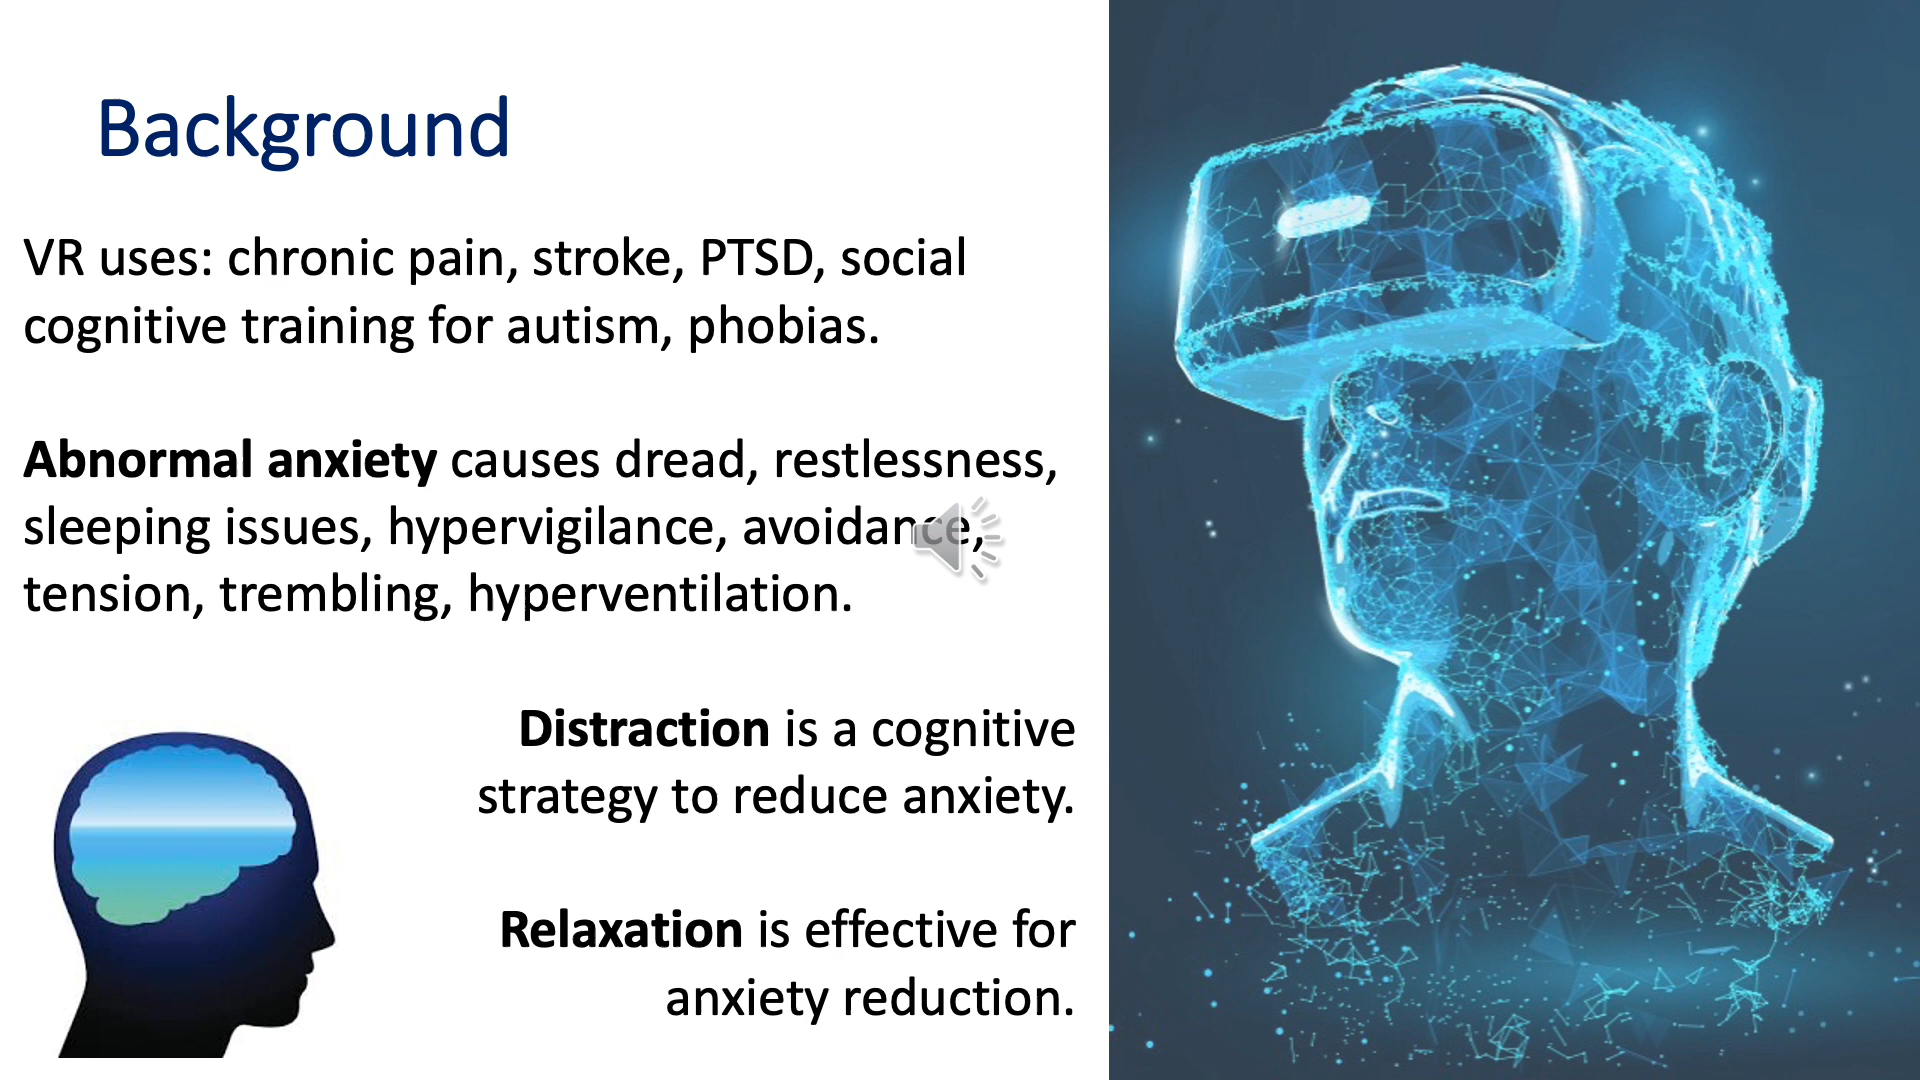 Background
VR uses: chronic pain, stroke, PTSD, social
cognitive training for autism, phobias.
Abnormal anxiety causes dread, restlessness,
sleeping issues, hypervigilance, avoidance,
tension, trembling, hyperventilation.
Distraction is a cognitive
strategy to reduce anxiety.
Relaxation is effective for
anxiety reduction.